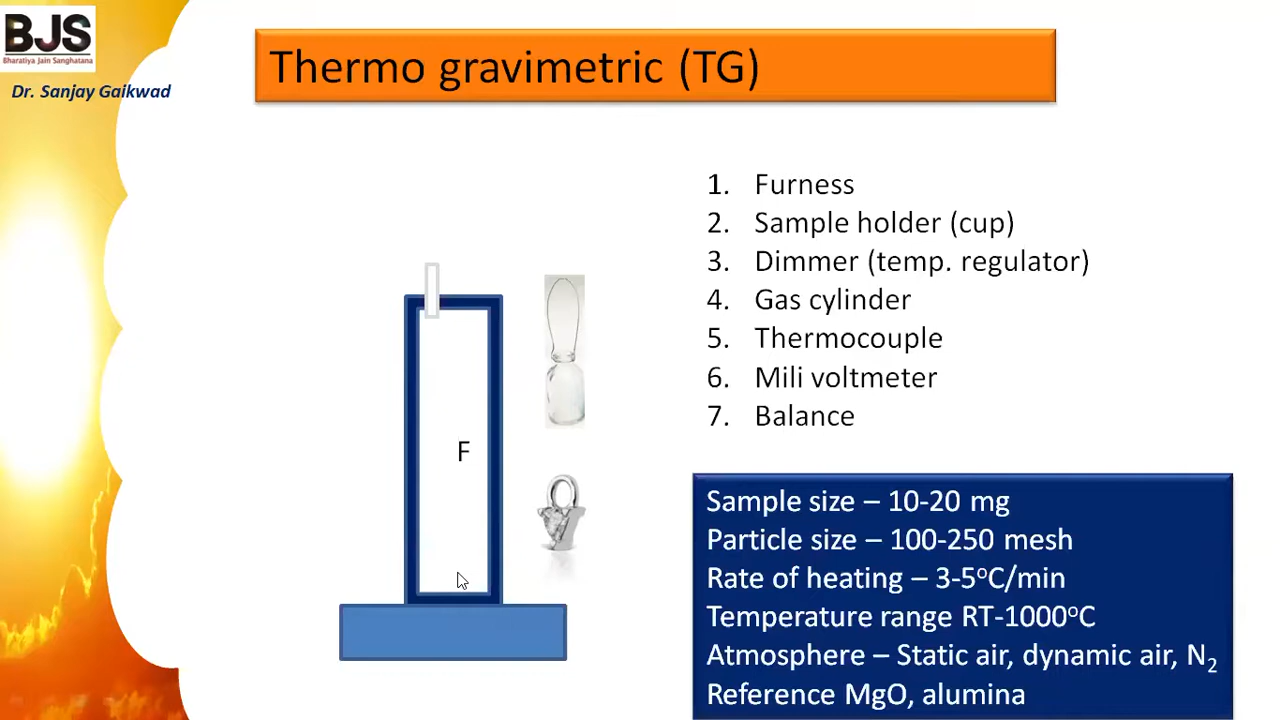 BJS
Bharatiya Jain Sanghatana
Dr. Sanjay Gaikwad
Thermo gravimetric (TG)
1. Furness
2. Sample holder (cup)
3. Dimmer (temp. regulator)
4. Gas cylinder
5. Thermocouple
6. Mili voltmeter
7. Balance
F
Sample size – 10-20 mg
Particle size – 100-250 mesh
Rate of heating – 3-5°C/min
Temperature range RT-1000°C
Atmosphere – Static air, dynamic air, N₂
Reference MgO, alumina